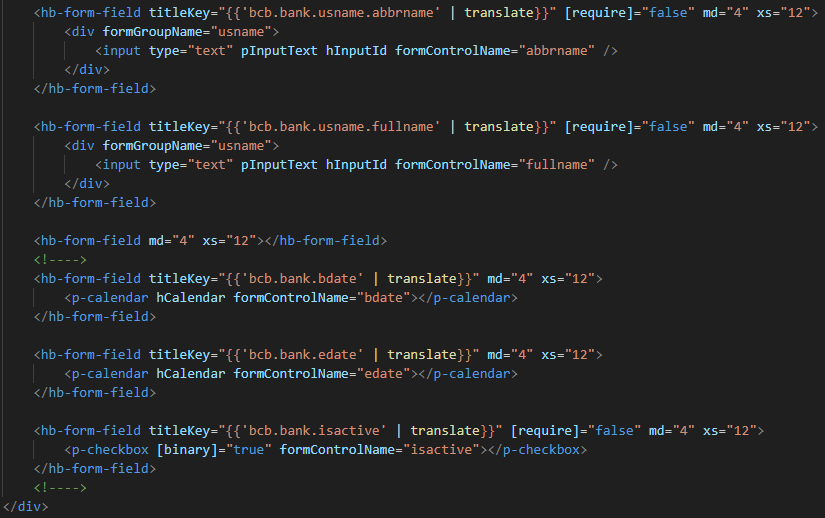 <hb-form-field titleKey="{{'bcb.bank.usname.abbrname' | translate}}" [require]="false" md="4" xs="12">
<div formGroupName="usname">
<input type="text" pInputText hInputId formControlName="abbrname" />
</div>
</hb-form-field>
<hb-form-field titleKey="{{'bcb.bank.usname.fullname' | translate}}" [require]="false" md="4" xs="12">
<div formGroupName="usname">
<input type="text" pInputText hInputId formControlName="fullname" />
</div>
</hb-form-field>
<hb-form-field md="4" xs="12"></hb-form-field>
<!---->
<hb-form-field titleKey="{{'bcb.bank.bdate' | translate}}" md="4" xs="12">
<p-calendar hCalendar formControlName="bdate"></p-calendar>
</hb-form-field>
<hb-form-field titleKey="{{'bcb.bank.edate' | translate}}" md="4" xs="12">
<p-calendar hCalendar formControlName="edate"></p-calendar>
</hb-form-field>
<hb-form-field titleKey="{{'bcb.bank.isactive' | translate}}" [require]="false" md="4" xs="12">
<p-checkbox [binary]="true" formControlName="isactive"></p-checkbox>
</hb-form-field>
<!---->
</div>